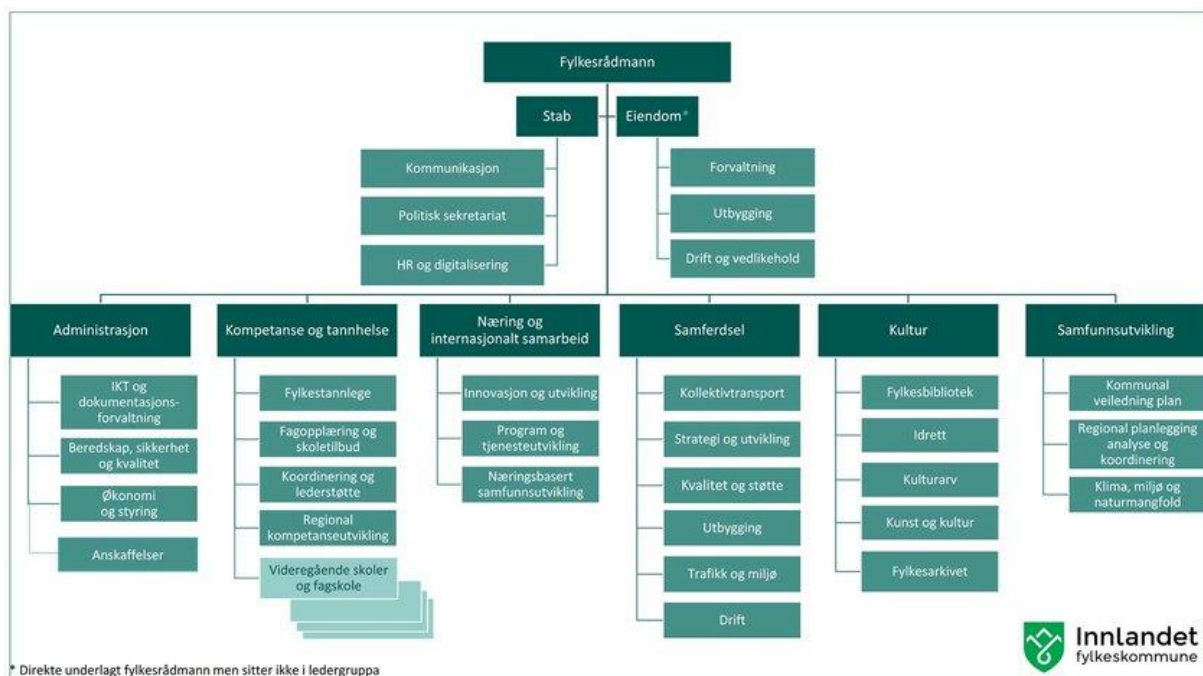 Fylkesrådmann
Stab
Eiendom*
Kommunikasjon
Politisk sekretariat
HR og digitalisering
Forvaltning
Utbygging
Drift og vedlikehold
Administrasjon
IKT og
dokumentasjons-
forvaltning
Beredskap, sikkerhet
og kvalitet
Økonomi
og styring
Anskaffelser
Kompetanse og tannhelse
Fylkestannlege
Fagopplæring og
skoletilbud
Koordinering og
lederstøtte
Regional
kompetanseutvikling
Videregående skoler
og fagskole
Næring og
internasjonalt samarbeid
Innovasjon og utvikling
Program og
tjenesteutvikling
Næringsbasert
samfunnsutvikling
Samferdsel
Kollektivtransport
Strategi og utvikling
Kvalitet og støtte
Utbygging
Trafikk og miljø
Drift
Kultur
Fylkesbibliotek
Idrett
Kulturarv
Kunst og kultur
Fylkesarkivet
Samfunnsutvikling
Kommunal
veiledning plan
Regional planlegging
analyse og
koordinering
Klima, miljø og
naturmangfold
* Direkte underlagt fylkesrådmann men sitter ikke i ledergruppa
Innlandet
fylkeskommune